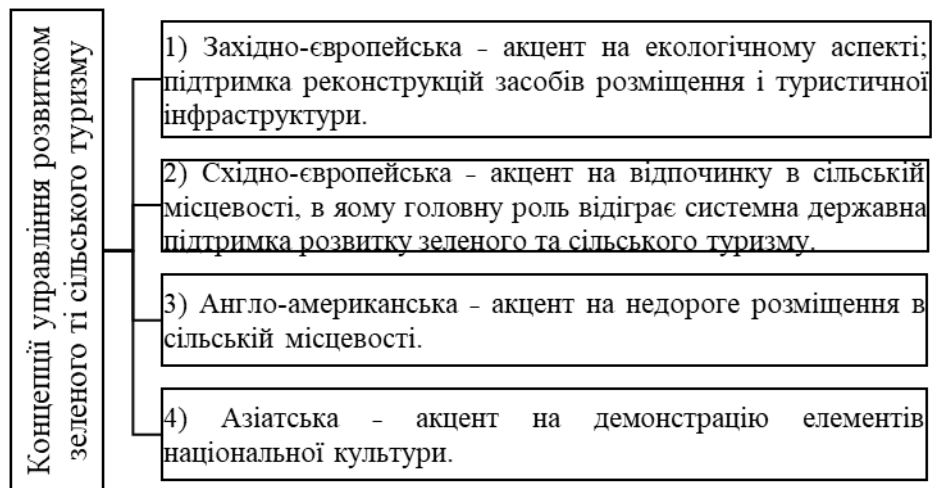 Концепції управління розвитком
зеленого ті сільського туризму
1) Західно-європейська – акцент на екологічному аспекті;
підтримка реконструкцій засобів розміщення і туристичної
інфраструктури.
2) Східно-європейська – акцент на відпочинку в сільській
місцевості, в яому головну роль відіграє системна державна
підтримка розвитку зеленого та сільського туризму.
3) Англо-американська – акцент на недороге розміщення в
сільській місцевості.
4) Азіатська – акцент на демонстрацію елементів
національної культури.